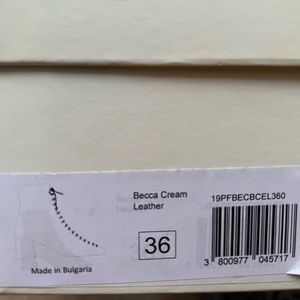 Becca Cream
Leather
19PFBECBCEL360
36
3 800977 045717
Made in Bulgaria